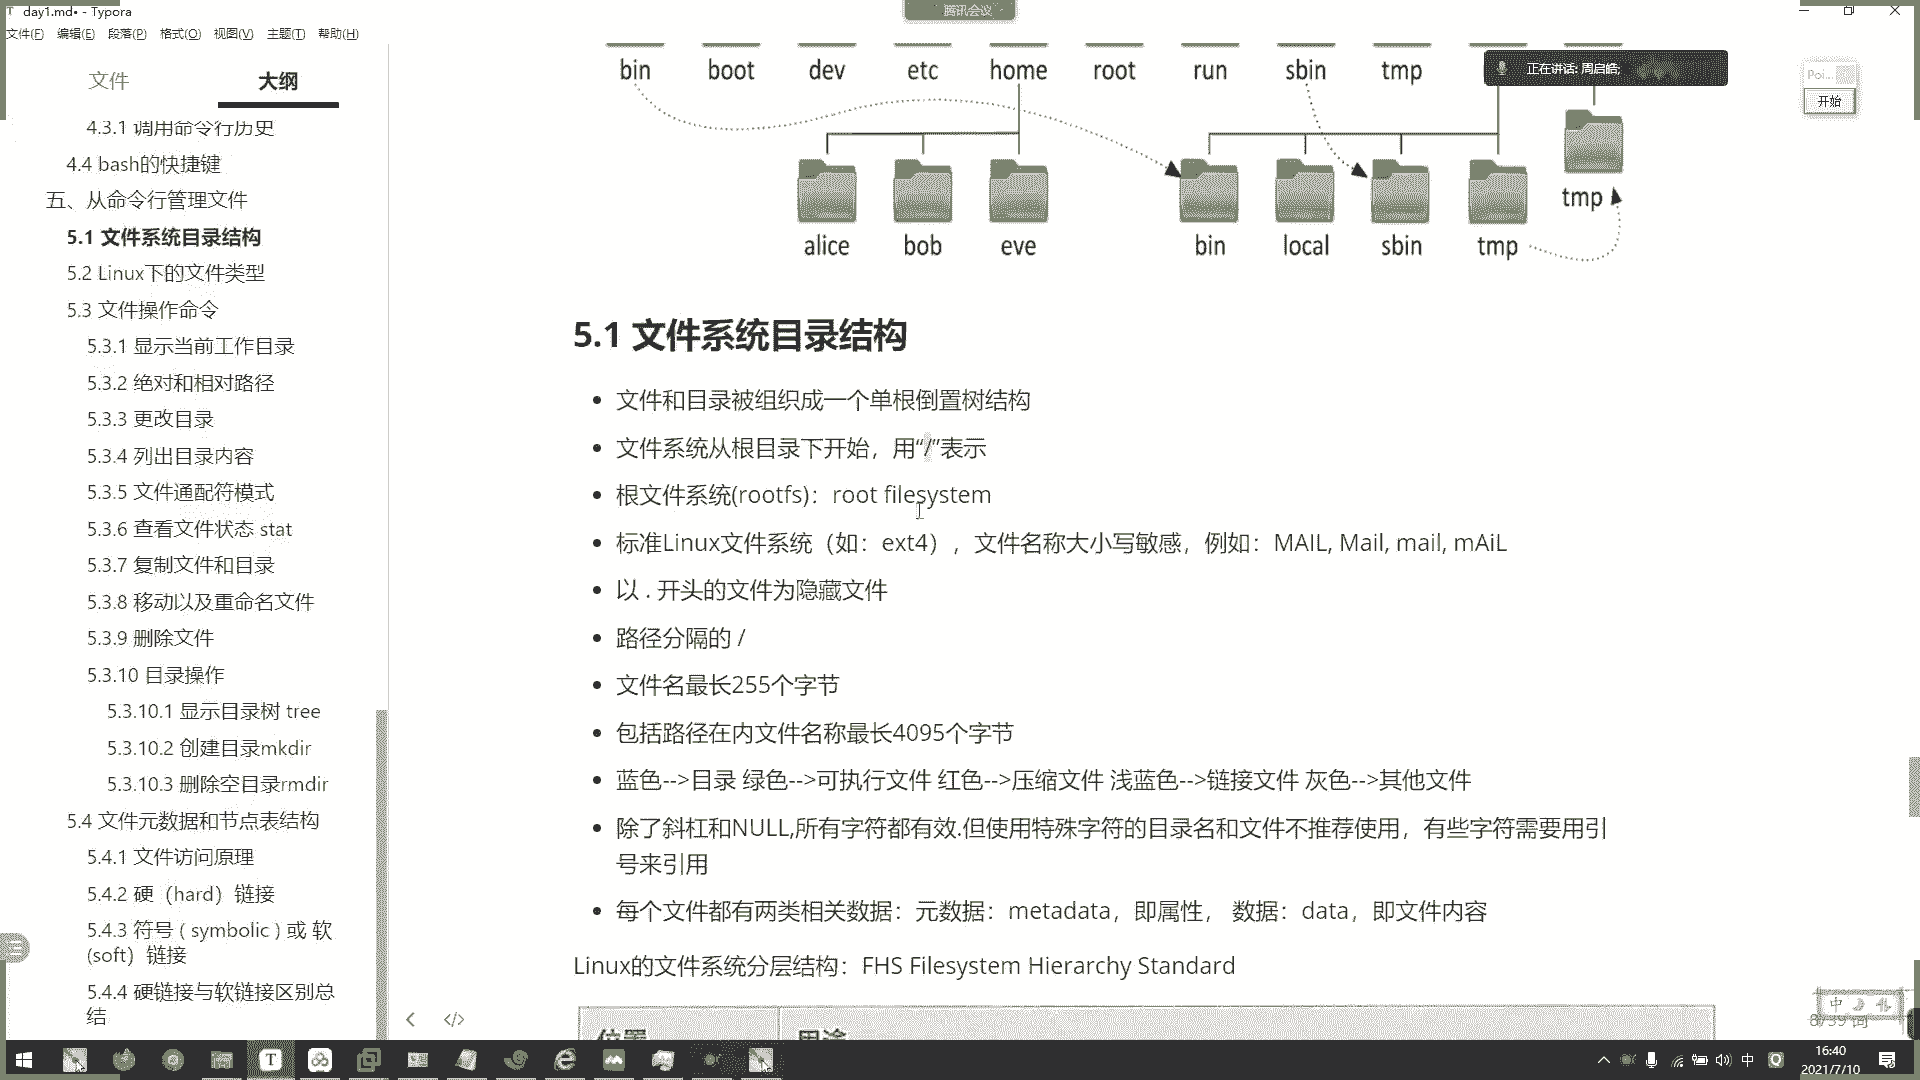 day1.md• - Typora
腾讯会议
文件(F) 编辑(E) 段落(P) 格式(O) 视图(V) 主题(T) 帮助(H)
文件 大纲
4.3.1 调用命令行历史
4.4 bash的快捷键
五、从命令行管理文件
5.1 文件系统目录结构
5.2 Linux下的文件类型
5.3 文件操作命令
5.3.1 显示当前工作目录
5.3.2 绝对和相对路径
5.3.3 更改目录
5.3.4 列出目录内容
5.3.5 文件通配符模式
5.3.6 查看文件状态 stat
5.3.7 复制文件和目录
5.3.8 移动以及重命名文件
5.3.9 删除文件
5.3.10 目录操作
5.3.10.1 显示目录树 tree
5.3.10.2 创建目录mkdir
5.3.10.3 删除空目录rmdir
5.4 文件元数据和节点表结构
5.4.1 文件访问原理
5.4.2 硬（hard）链接
5.4.3 符号 ( symbolic ) 或 软
(soft）链接
5.4.4 硬链接与软链接区别总
结
bin boot dev etc home root run sbin tmp
正在讲话: 周启皓;
Poi...
开始
alice bob eve bin local sbin tmp
tmp
5.1 文件系统目录结构
文件和目录被组织成一个单根倒置树结构
文件系统从根目录下开始，用“/”表示
根文件系统(rootfs)：root filesystem
标准Linux文件系统（如：ext4），文件名称大小写敏感，例如：MAIL, Mail, mail, mAiL
以 . 开头的文件为隐藏文件
路径分隔的 /
文件名最长255个字节
包括路径在内文件名称最长4095个字节
蓝色-->目录 绿色-->可执行文件 红色-->压缩文件 浅蓝色-->链接文件 灰色-->其他文件
除了斜杠和NULL,所有字符都有效.但使用特殊字符的目录名和文件不推荐使用，有些字符需要用引
号来引用
每个文件都有两类相关数据：元数据：metadata，即属性， 数据：data，即文件内容
Linux的文件系统分层结构：FHS Filesystem Hierarchy Standard
位置 用途
中
中
16:40
2021/7/10